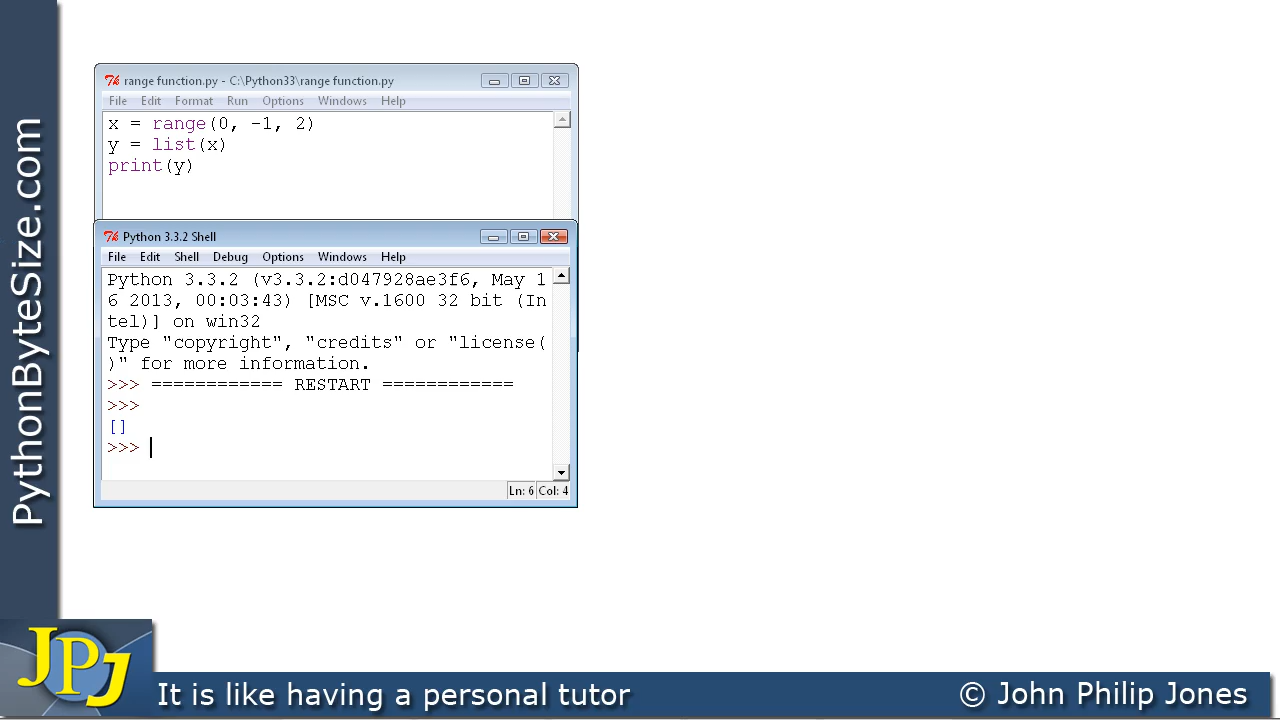 PythonByteSize.com
range function.py - C:\Python33\range function.py
File Edit Format Run Options Windows Help
x = range(0, -1, 2)
y = list(x)
print(y)
Python 3.3.2 Shell
File Edit Shell Debug Options Windows Help
Python 3.3.2 (v3.3.2:d047928ae3f6, May 1
6 2013, 00:03:43) [MSC v.1600 32 bit (In
tel)] on win32
Type "copyright", "credits" or "license(
)" for more information.
>>> ============ RESTART ============
>>>
[]
>>>
Ln: 6 Col: 4
JPJ
It is like having a personal tutor
© John Philip Jones